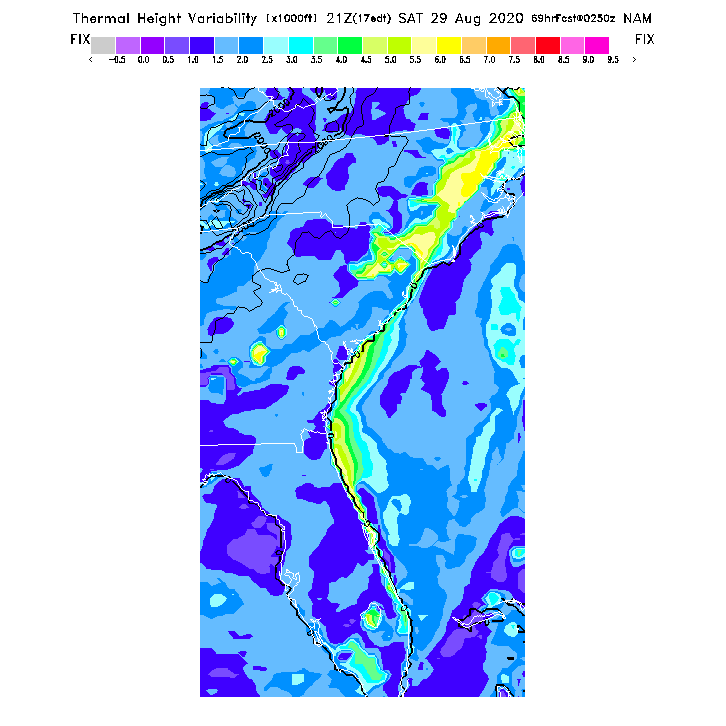 Thermal Height Variability [x1000ft] 21Z(17edt) SAT 29 Aug 2020 69hrFcst@0250z NAM
FIX FIX
< -0.5 0.0 0.5 1.0 1.5 2.0 2.5 3.0 3.5 4.0 4.5 5.0 5.5 6.0 6.5 7.0 7.5 8.0 8.5 9.0 9.5 >